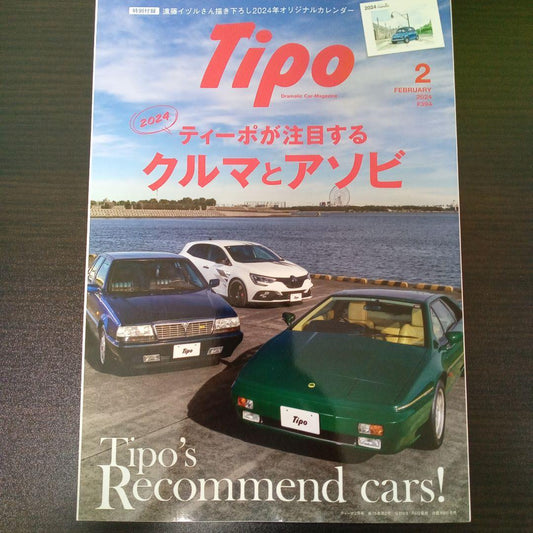 特別付録 遠藤イヅルさん描き下ろし2024年オリジナルカレンダー
2024
Tipo
Dramatic Car Magazine
2
FEBRUARY
2024
#394
2024
ティーポが注目する
クルマとアソビ
Tipo
Tipo
Tipo's
Recommend cars!